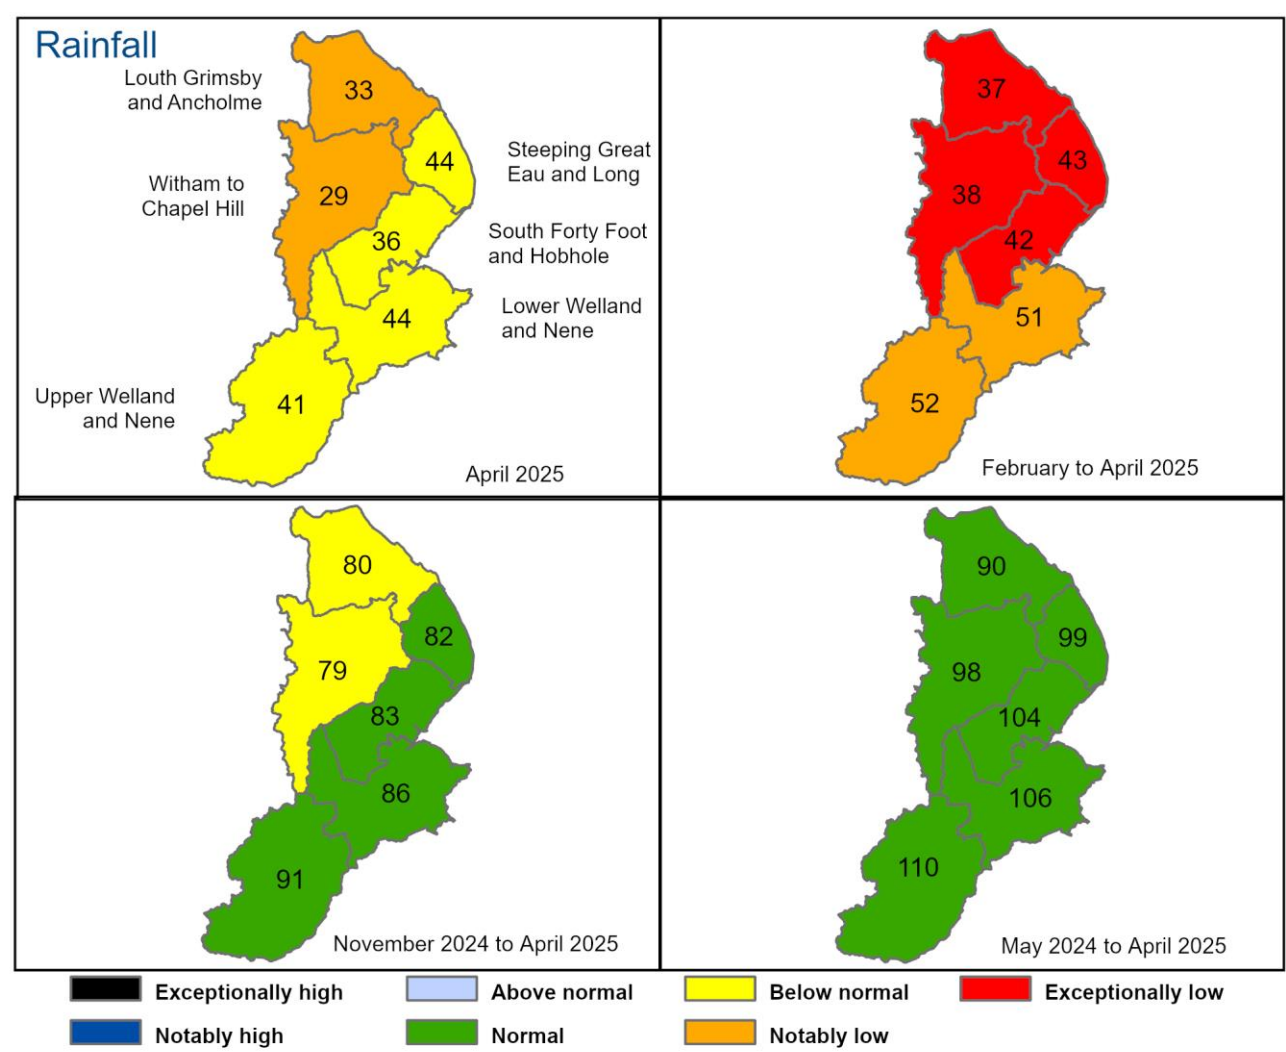 Rainfall
Louth Grimsby
and Ancholme
33
44
Steeping Great
Eau and Long
Witham to
Chapel Hill
29
36
South Forty Foot
and Hobhole
44
Lower Welland
and Nene
Upper Welland
and Nene
41
April 2025
37
43
38
42
51
52
February to April 2025
80
82
79
83
86
91
November 2024 to April 2025
90
99
98
104
106
110
May 2024 to April 2025
Exceptionally high
Above normal
Below normal
Exceptionally low
Notably high
Normal
Notably low